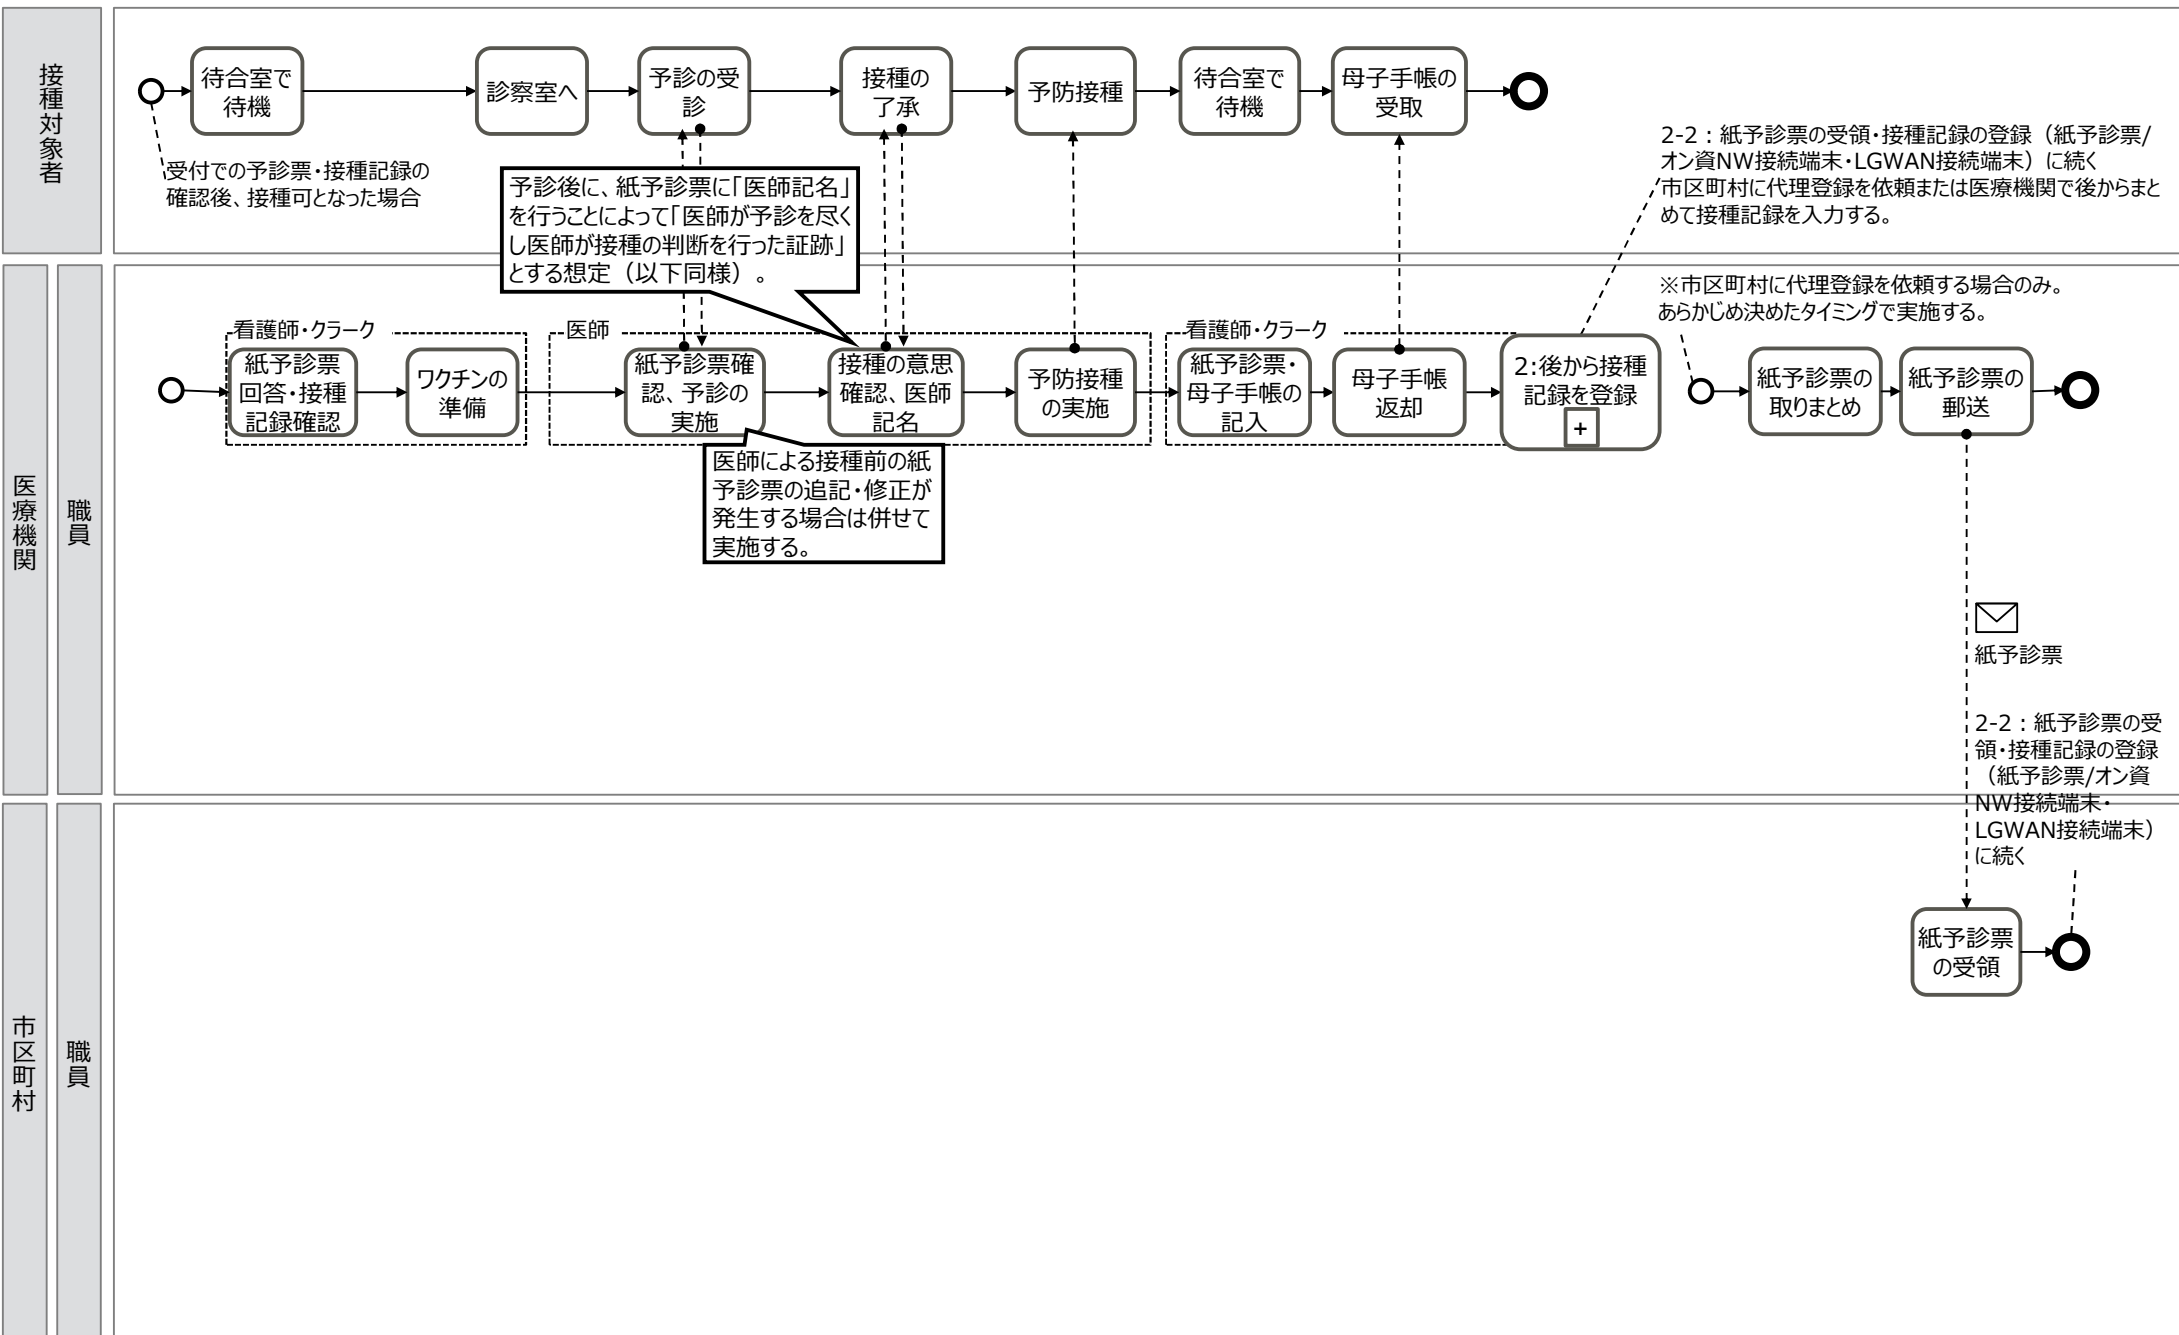 接種対象者
待合室で
待機
診察室へ
予診の受
診
接種の
了承
予防接種
待合室で
待機
母子手帳の
受取
受付での予診票・接種記録の
確認後、接種可となった場合
予診後に、紙予診票に「医師記名」
を行うことによって「医師が予診を尽く
し医師が接種の判断を行った証跡」
とする想定（以下同様）。
2-2：紙予診票の受領・接種記録の登録（紙予診票/
オン資NW接続端末・LGWAN接続端末）に続く
市区町村に代理登録を依頼または医療機関で後からまと
めて接種記録を入力する。
医療機関
職員
看護師・クラーク
紙予診票
回答・接種
記録確認
ワクチンの
準備
医師
紙予診票確
認、予診の
実施
接種の意思
確認、医師
記名
予防接種
の実施
看護師・クラーク
紙予診票・
母子手帳の
記入
母子手帳
返却
2:後から接種
記録を登録
+
※市区町村に代理登録を依頼する場合のみ。
あらかじめ決めたタイミングで実施する。
紙予診票の
取りまとめ
紙予診票の
郵送
医師による接種前の紙
予診票の追記・修正が
発生する場合は併せて
実施する。
紙予診票
2-2：紙予診票の受
領・接種記録の登録
（紙予診票/オン資
NW接続端末・
LGWAN接続端末）
に続く
市区町村
職員
紙予診票
の受領